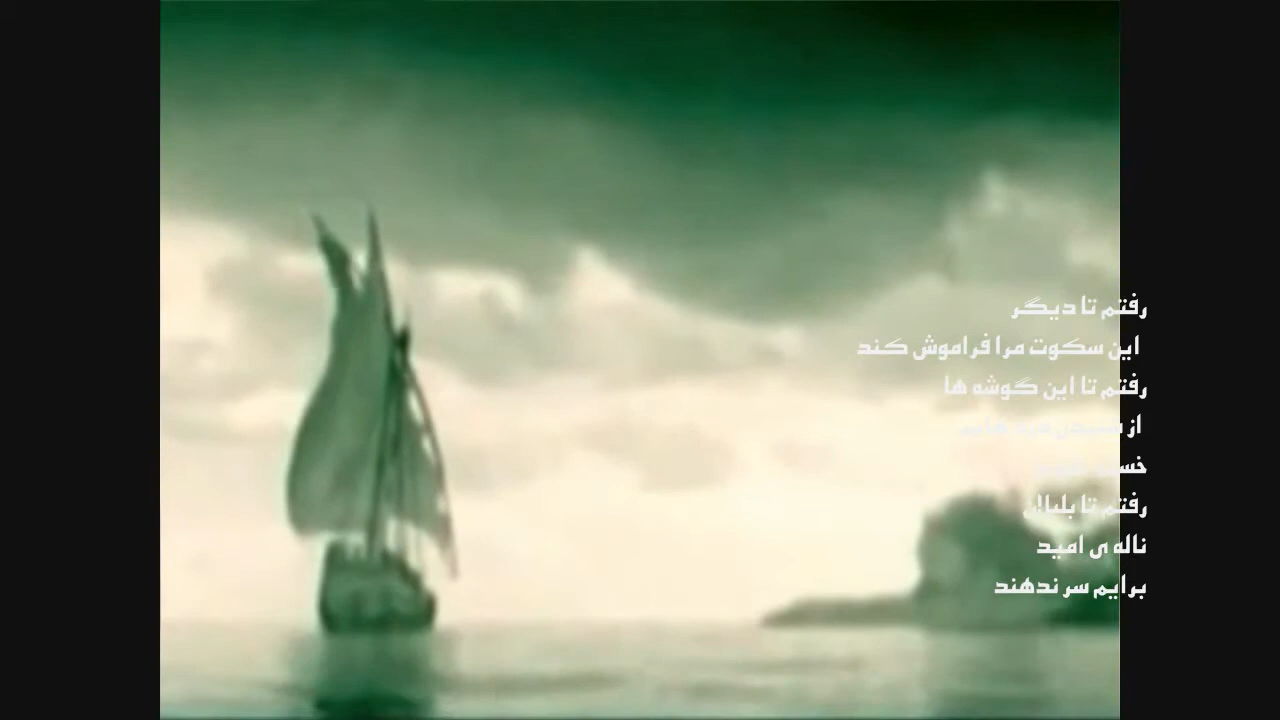 رفتم تا دیگر
این سکوت مرا فراموش کند
رفتم تا این گوشه ها
از
رفتم تا بلبلان
ناله ی امید
برایم سر ندهند